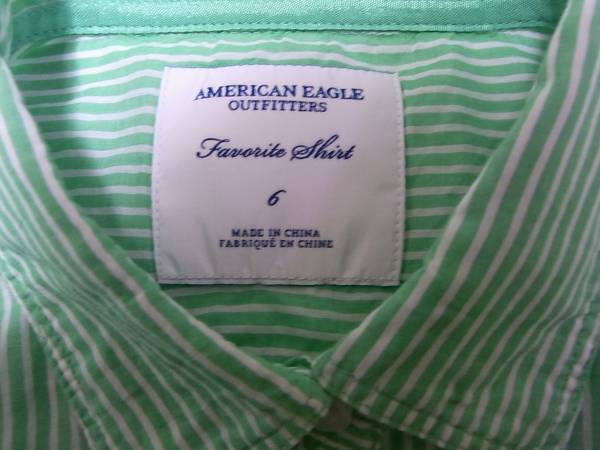 AMERICAN EAGLE
OUTFITTERS
Favorite Shirt
6
MADE IN CHINA
FABRIQUÉ EN CHINE